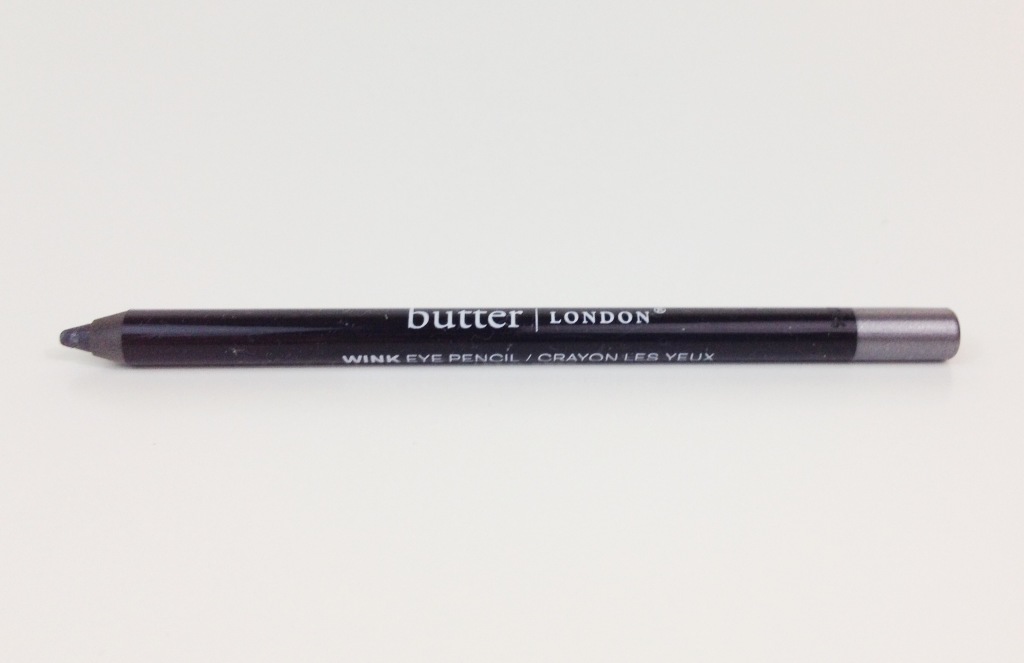 butter | LONDON®
WINK EYE PENCIL / CRAYON LES YEUX